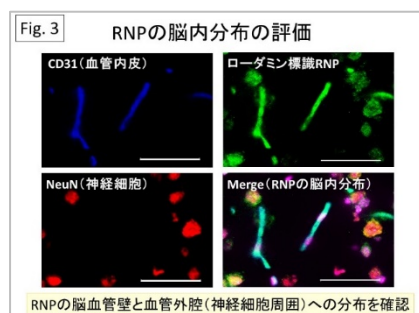 Fig. 3
RNPの脳内分布の評価
CD31(血管内皮)
ローダミン標識RNP
NeuN(神経細胞)
Merge(RNPの脳内分布)
RNPの脳血管壁と血管外腔(神経細胞周囲)への分布を確認